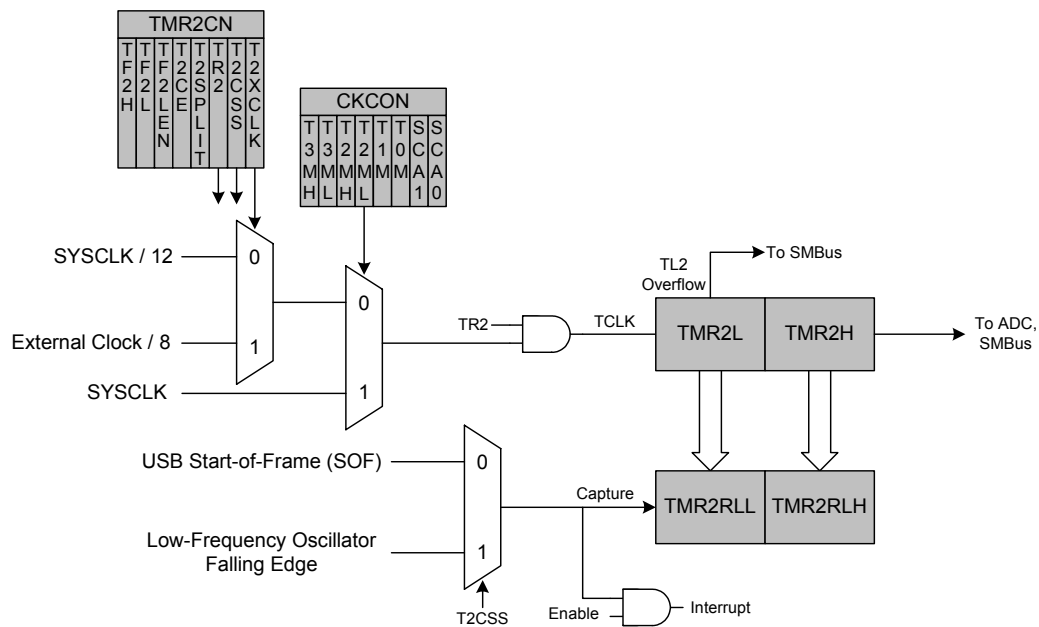 TMR2CN
TF2H
TF2L
TF2LEN
T2CE
T2SPLIT
TR2
T2CSS
T2XCLK
CKCON
T3MH
T3ML
T2MH
T2ML
T1M
T0M
SCA1
SCA0
SYSCLK / 12
0
External Clock / 8
1
SYSCLK
0
1
TR2
TCLK
TL2
Overflow
To SMBus
TMR2L
TMR2H
To ADC,
SMBus
USB Start-of-Frame (SOF)
0
Low-Frequency Oscillator
Falling Edge
1
T2CSS
Capture
TMR2RLL
TMR2RLH
Enable
Interrupt